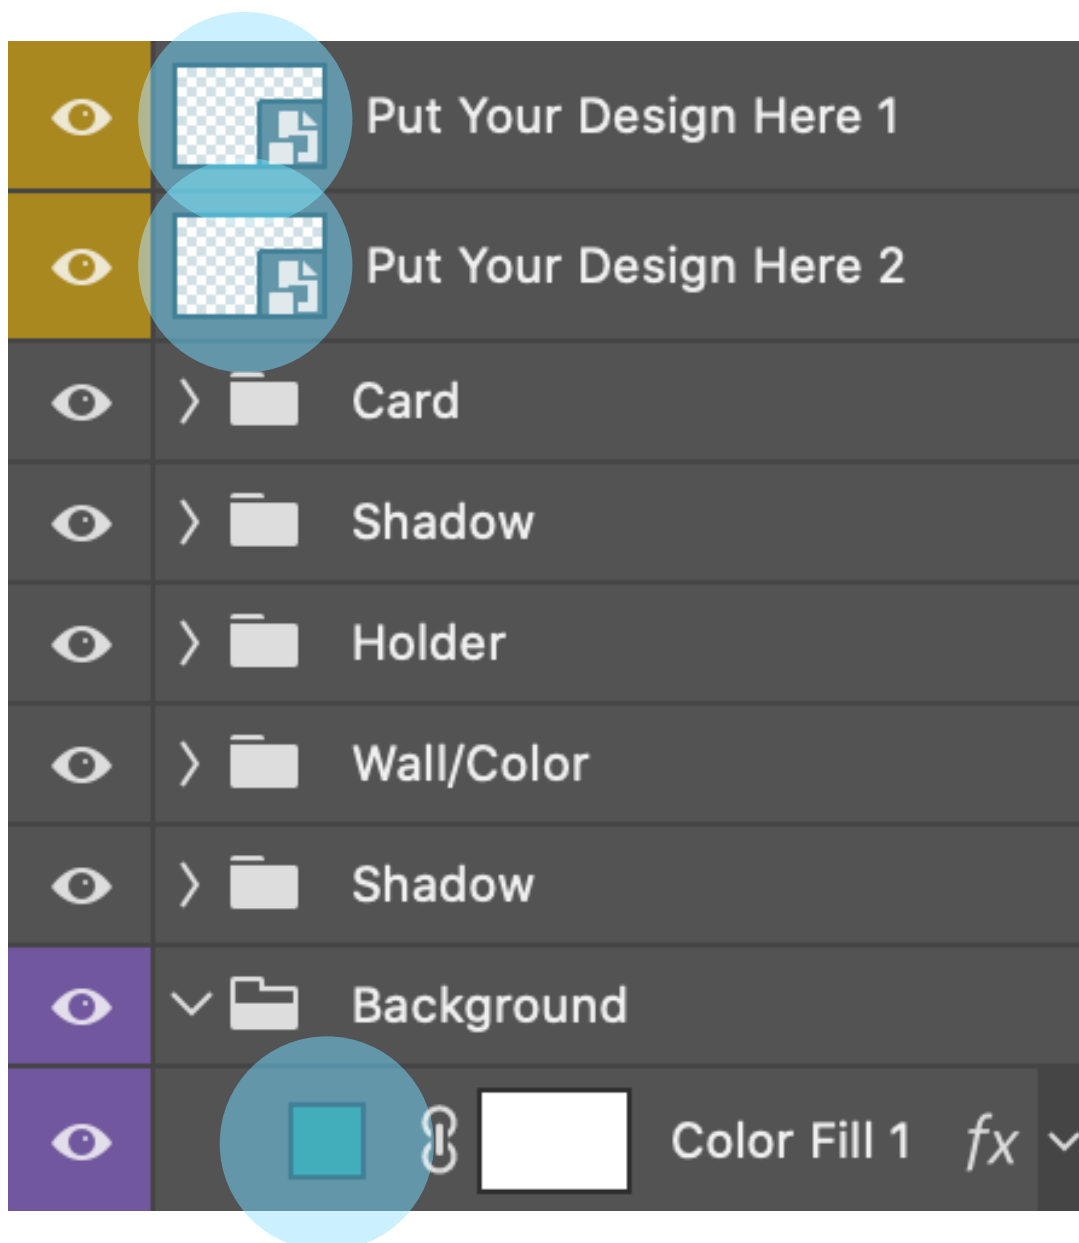 Put Your Design Here 1
Put Your Design Here 2
Card
Shadow
Holder
Wall/Color
Shadow
Background
Color Fill 1 fx